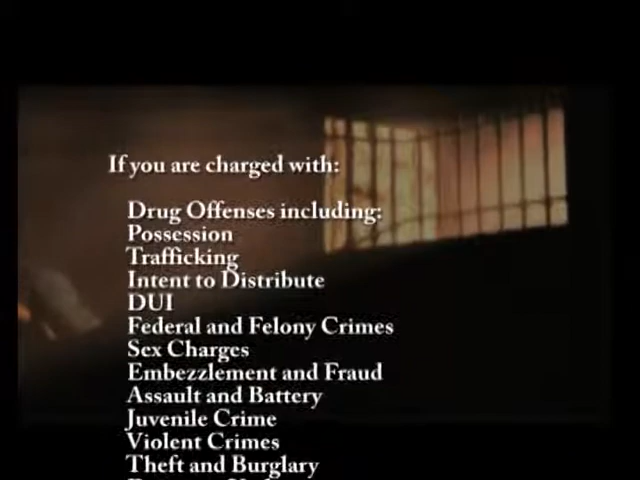 If you are charged with:
Drug Offenses including:
Possession
Trafficking
Intent to Distribute
DUI
Federal and Felony Crimes
Sex Charges
Embezzlement and Fraud
Assault and Battery
Juvenile Crime
Violent Crimes
Theft and Burglary